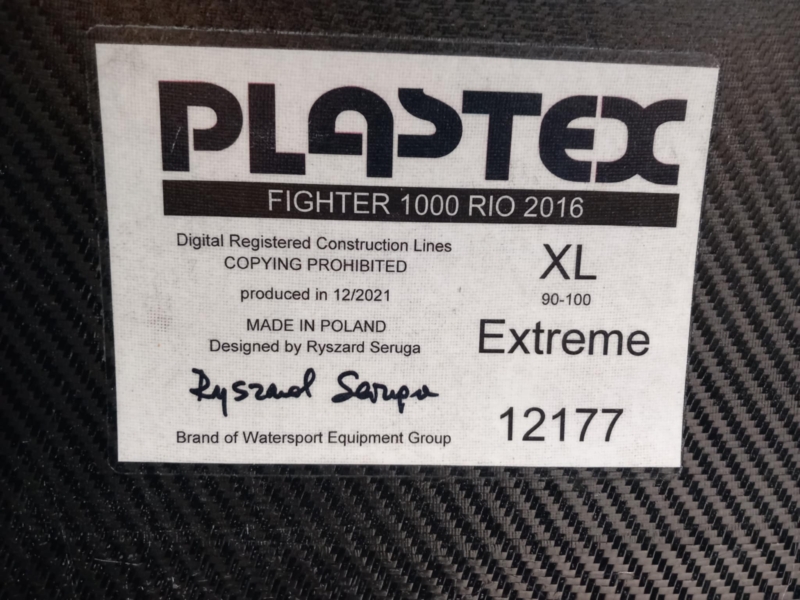 PLASTEX
FIGHTER 1000 RIO 2016
Digital Registered Construction Lines
COPYING PROHIBITED
produced in 12/2021
MADE IN POLAND
Designed by Ryszard Seruga
Ryszard Seruga
Brand of Watersport Equipment Group
XL
90-100
Extreme
12177